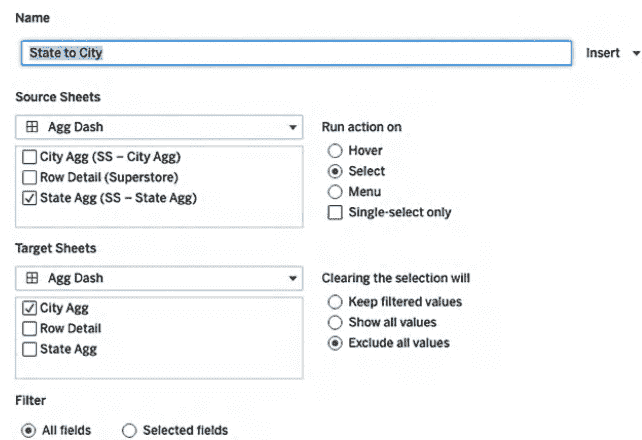 Name
State to City
Insert
Source Sheets
Agg Dash
City Agg (SS – City Agg)
Row Detail (Superstore)
State Agg (SS – State Agg)
Run action on
Hover
Select
Menu
Single-select only
Target Sheets
Agg Dash
City Agg
Row Detail
State Agg
Clearing the selection will
Keep filtered values
Show all values
Exclude all values
Filter
All fields
Selected fields